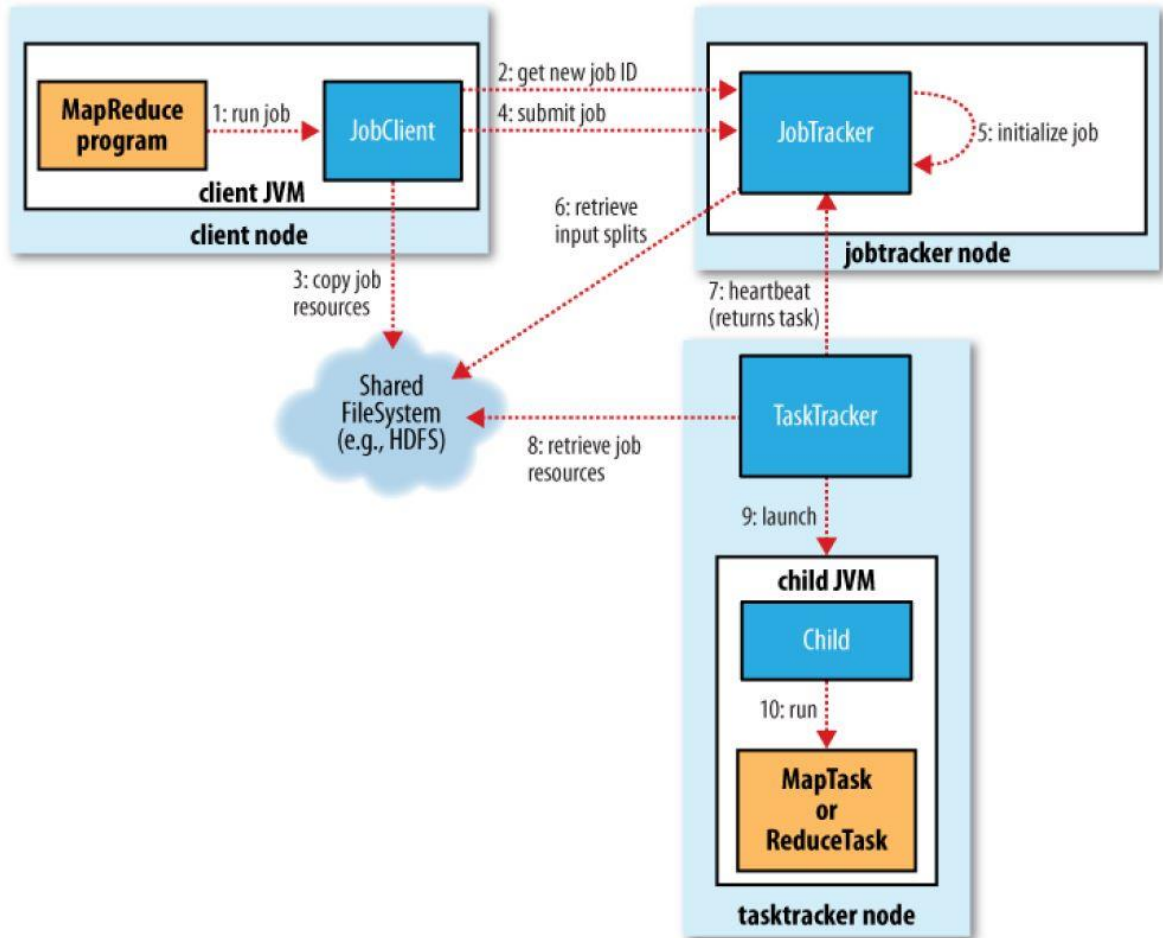 MapReduce
program
1: run job
JobClient
client JVM
client node
2: get new job ID
4: submit job
JobTracker
5: initialize job
jobtracker node
3: copy job
resources
6: retrieve
input splits
7: heartbeat
(returns task)
Shared
FileSystem
(e.g., HDFS)
8: retrieve job
resources
TaskTracker
9: launch
child JVM
Child
10: run
MapTask
or
ReduceTask
tasktracker node